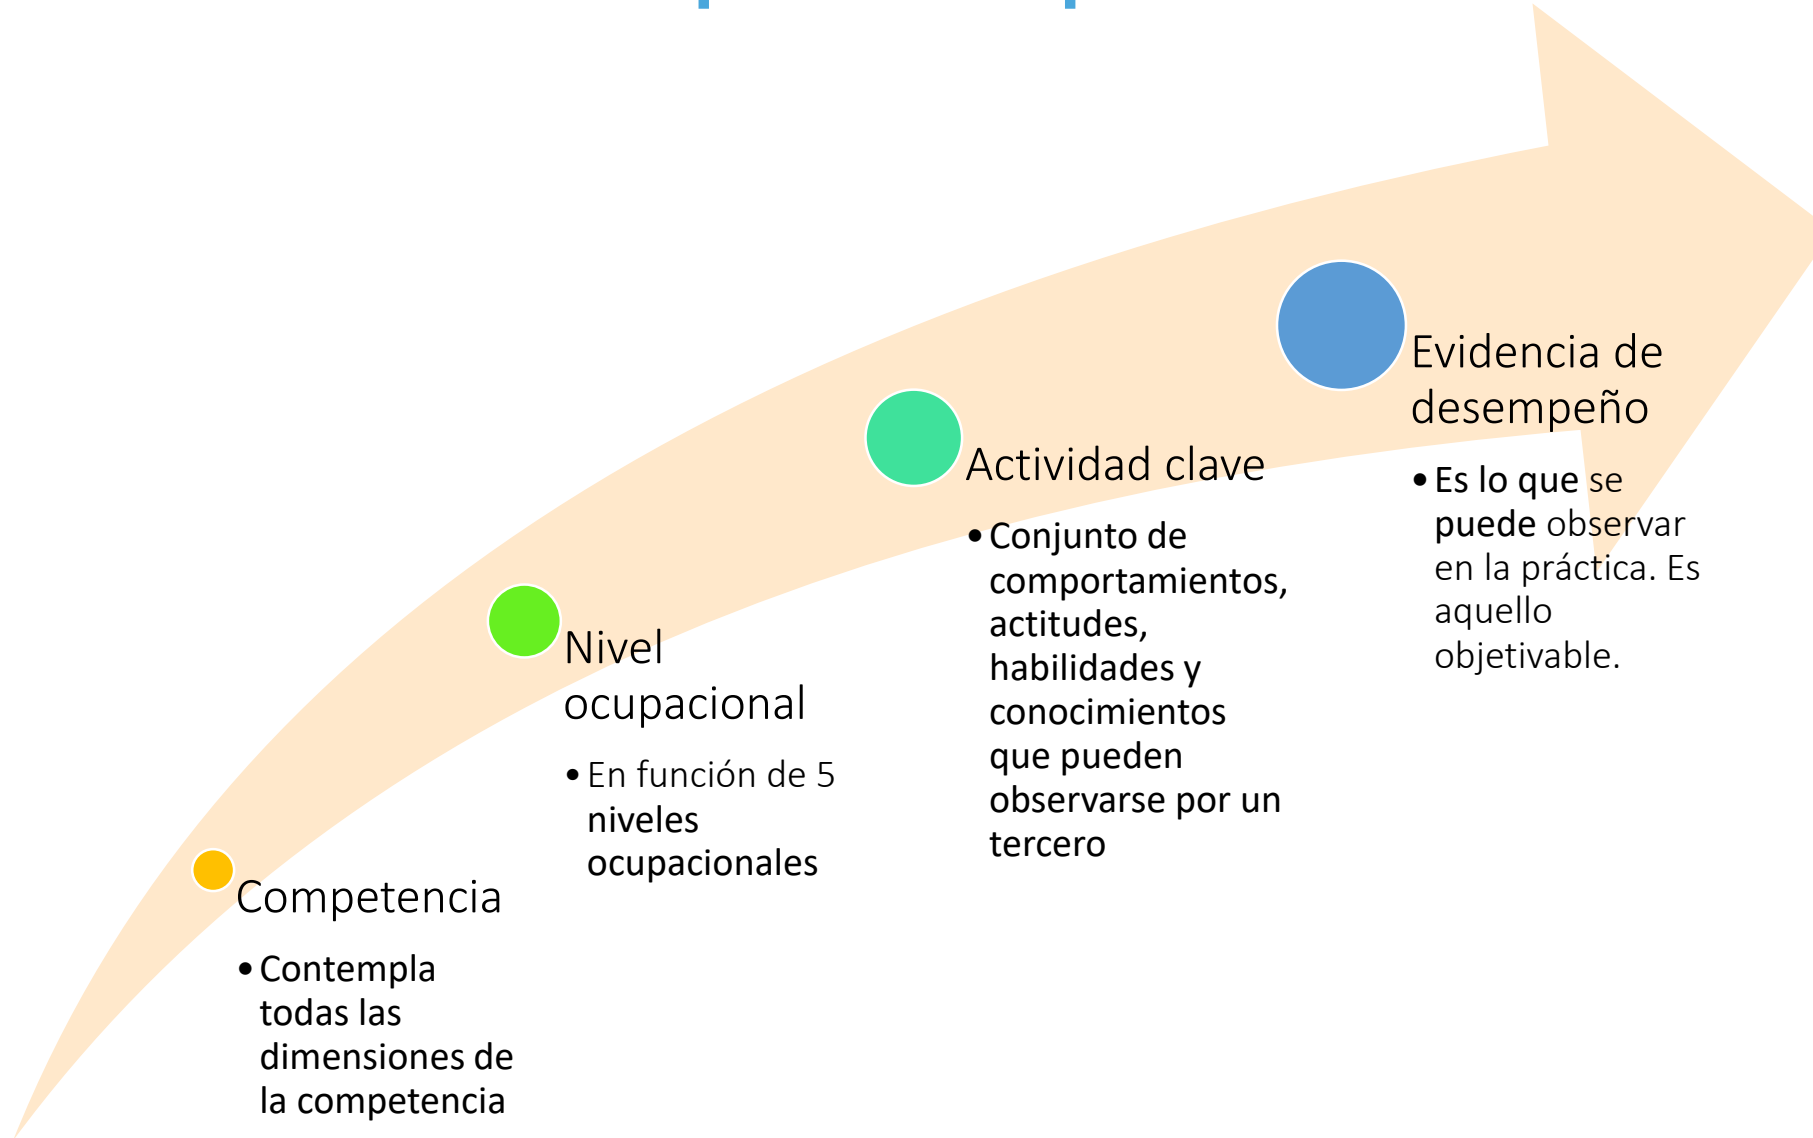 Competencia
• Contempla
todas las
dimensiones de
la competencia
Nivel
ocupacional
• En función de 5
niveles
ocupacionales
Actividad clave
• Conjunto de
comportamientos,
actitudes,
habilidades y
conocimientos
que pueden
observarse por un
tercero
Evidencia de
desempeño
• Es lo que se
puede observar
en la práctica. Es
aquello
objetivable.